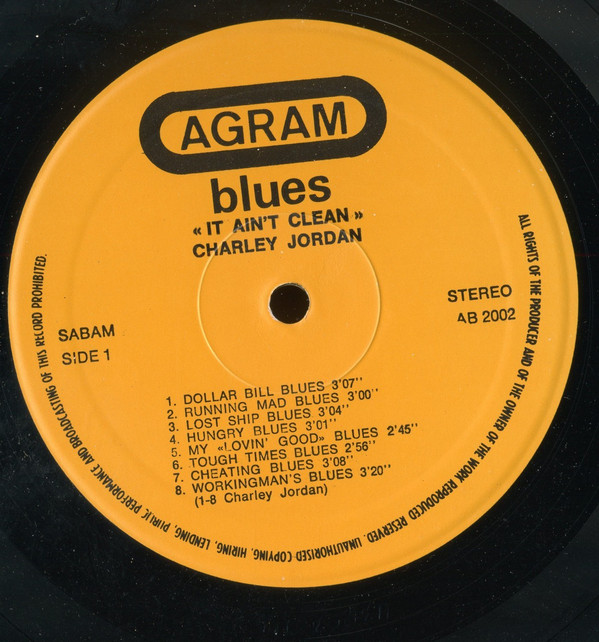 AGRAM
blues
« IT AIN'T CLEAN »
CHARLEY JORDAN
SABAM
SIDE 1
STEREO
AB 2002
1. DOLLAR BILL BLUES 3'07''
2. RUNNING MAD BLUES 3'00''
3. LOST SHIP BLUES 3'04''
4. HUNGRY BLUES 3'01''
5. MY «LOVIN' GOOD» BLUES 2'45''
6. TOUGH TIMES BLUES 2'56''
7. CHEATING BLUES 3'08''
8. WORKINGMAN'S BLUES 3'20''
(1-8 Charley Jordan)
ALL RIGHTS OF THE PRODUCER AND OF THE OWNER OF THE WORK REPRODUCED RESERVED. UNAUTHORISED COPYING, HIRING, LENDING, PUBLIC PERFORMANCE AND BROADCASTING OF THIS RECORD PROHIBITED.